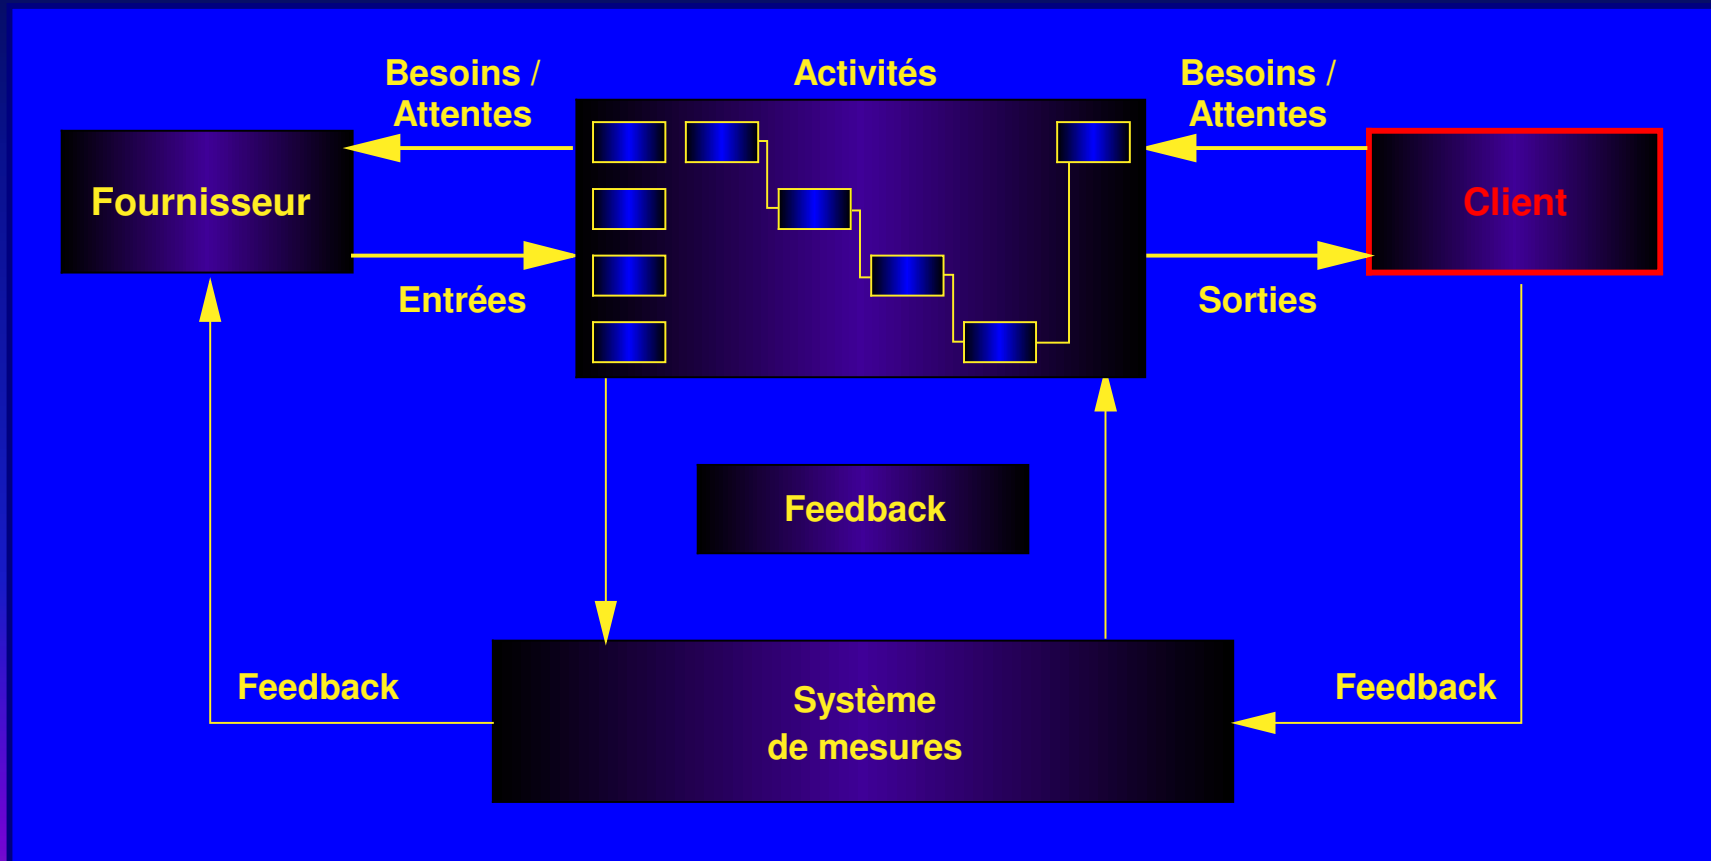 Besoins /
Attentes
Activités
Besoins /
Attentes
Fournisseur
Client
Entrées
Sorties
Feedback
Feedback
Système
de mesures
Feedback